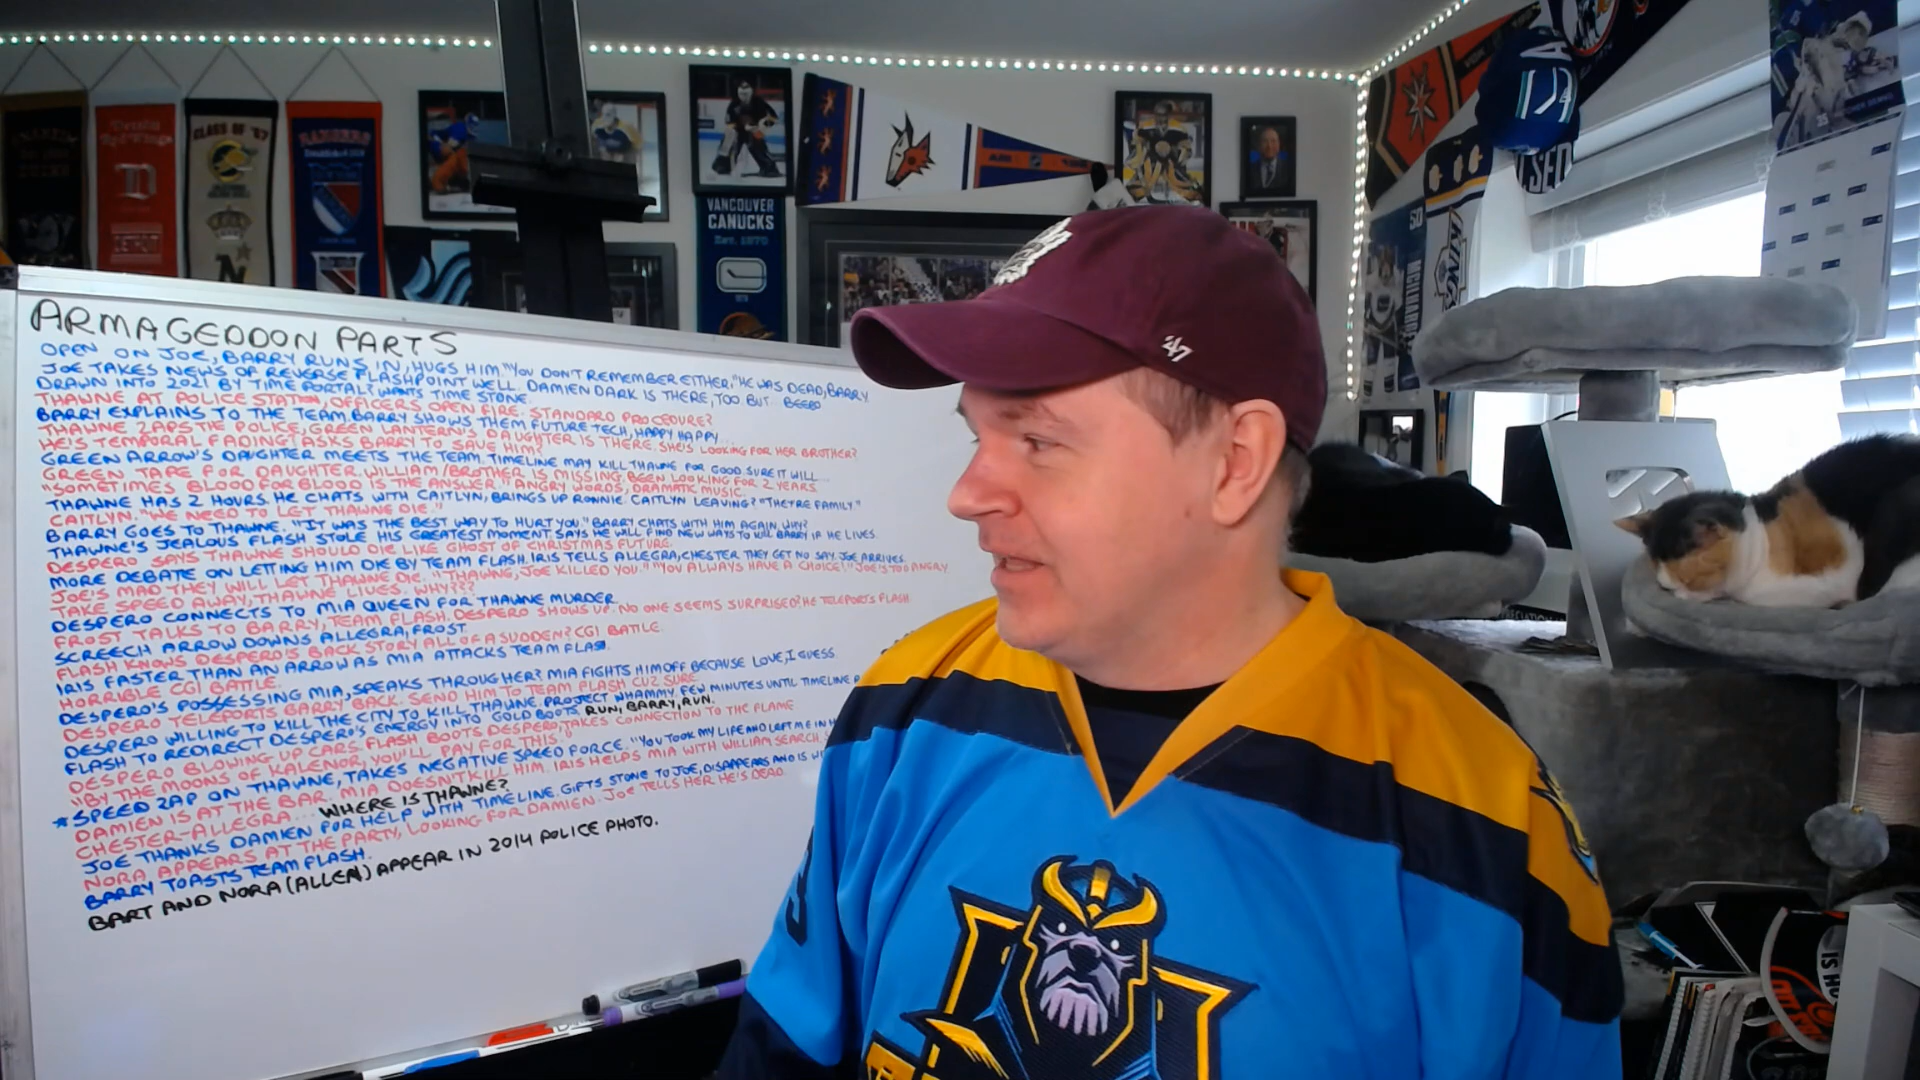 ARMAGEDDON PARTS
OPEN ON JOE, BARRY RUNS IN, HUGS HIM. "YOU DON'T REMEMBER EITHER," HE WAS DEAD, BARRY
JOE TAKES NEWS OF REVERSE FLASHPOINT WELL. DAMIEN DARK IS THERE, TOO BUT... BEEBO
DRAWN INTO 2021 BY TIME PORTAL? WANTS TIME STONE.
THAWNE AT POLICE STATION, OFFICERS OPEN FIRE. STANDARD PROCEDURE?
BARRY EXPLAINS TO THE TEAM. BARRY SHOWS THEM FUTURE TECH, HAPPY HAPPY...
THAWNE ZAPS THE POLICE, GREEN LANTERN'S DAUGHTER IS THERE. SHE'S LOOKING FOR HER BROTHER?
HE'S TEMPORAL FADING? ASKS BARRY TO SAVE HIM?
GREEN ARROW'S DAUGHTER MEETS THE TEAM. TIMELINE MAY KILL THAWNE FOR GOOD. SURE IT WILL...
GREEN TAPE FOR DAUGHTER. WILLIAM/BROTHER IS MISSING. BEEN LOOKING FOR 2 YEARS.
"SOMETIMES BLOOD FOR BLOOD IS THE ANSWER." ANGRY WORDS, DRAMATIC MUSIC.
THAWNE HAS 2 HOURS. HE CHATS WITH CAITLYN, BRINGS UP RONNIE. CAITLYN LEAVING? "THEY'RE FAMILY"
CAITLYN. "WE NEED TO LET THAWNE DIE."
BARRY GOES TO THAWNE. "IT WAS THE BEST WAY TO HURT YOU." BARRY CHATS WITH HIM AGAIN. WHY?
THAWNE'S JEALOUS FLASH STOLE HIS GREATEST MOMENT. SAYS HE WILL FIND NEW WAYS TO KILL BARRY IF HE LIVES.
DESPERO SAYS THAWNE SHOULD DIE LIKE GHOST OF CHRISTMAS FUTURE.
MORE DEBATE ON LETTING HIM DIE BY TEAM FLASH. IRIS TELLS ALLEGRA, CHESTER THEY GET NO SAY. JOE ARRIVES.
JOE'S MAD THEY WILL LET THAWNE DIE. "THAWNE, JOE KILLED YOU." "YOU ALWAYS HAVE A CHOICE!" JOE'S TOO ANGRY
TAKE SPEED AWAY, THAWNE LIVES. WHY???
DESPERO CONNECTS TO MIA QUEEN FOR THAWNE MURDER.
FROST TALKS TO BARRY, TEAM FLASH. DESPERO SHOWS UP. NO ONE SEEMS SURPRISED? HE TELEPORTS FLASH
SCREECH ARROW DOWNS ALLEGRA, FROST.
FLASH KNOWS DESPERO'S BACK STORY ALL OF A SUDDEN? CGI BATTLE.
IRIS FASTER THAN AN ARROW AS MIA ATTACKS TEAM FLASH.
HORRIBLE CGI BATTLE.
DESPERO'S POSSESSING MIA, SPEAKS THROUGH HER? MIA FIGHTS HIM OFF BECAUSE LOVE, I GUESS
DESPERO TELEPORTS BARRY BACK. SEND HIM TO TEAM FLASH CUZ SURE.
DESPERO WILLING TO KILL THE CITY TO KILL THAWNE. PROJECT WHAMMY. FEW MINUTES UNTIL TIMELINE
FLASH TO REDIRECT DESPERO'S ENERGY INTO GOLD BOOTS. RUN, BARRY, RUN.
DESPERO BLOWING UP CARS. FLASH BOOTS DESPERO, TAKES CONNECTION TO THE FLAME
"BY THE MOONS OF KALENOR, YOU'LL PAY FOR THIS."
*SPEED ZAP ON THAWNE, TAKES NEGATIVE SPEED FORCE. "YOU TOOK MY LIFE AND LEFT ME IN H
DAMIEN IS AT THE BAR. MIA DOESN'T KILL HIM. IRIS HELPS MIA WITH WILLIAM SEARCH.
CHESTER-ALLEGRA... WHERE IS THAWNE?
JOE THANKS DAMIEN FOR HELP WITH TIMELINE. GIFTS STONE TO JOE, DISAPPEARS AND IS WI
NORA APPEARS AT THE PARTY, LOOKING FOR DAMIEN. JOE TELLS HER HE'S DEAD.
BARRY TOASTS TEAM FLASH.
BART AND NORA (ALLEN) APPEAR IN 2014 POLICE PHOTO.
Detroit
Red Wings
CLASS OF '67
RANGERS
VANCOUVER
CANUCKS
Est. 1970
KINGS
'47